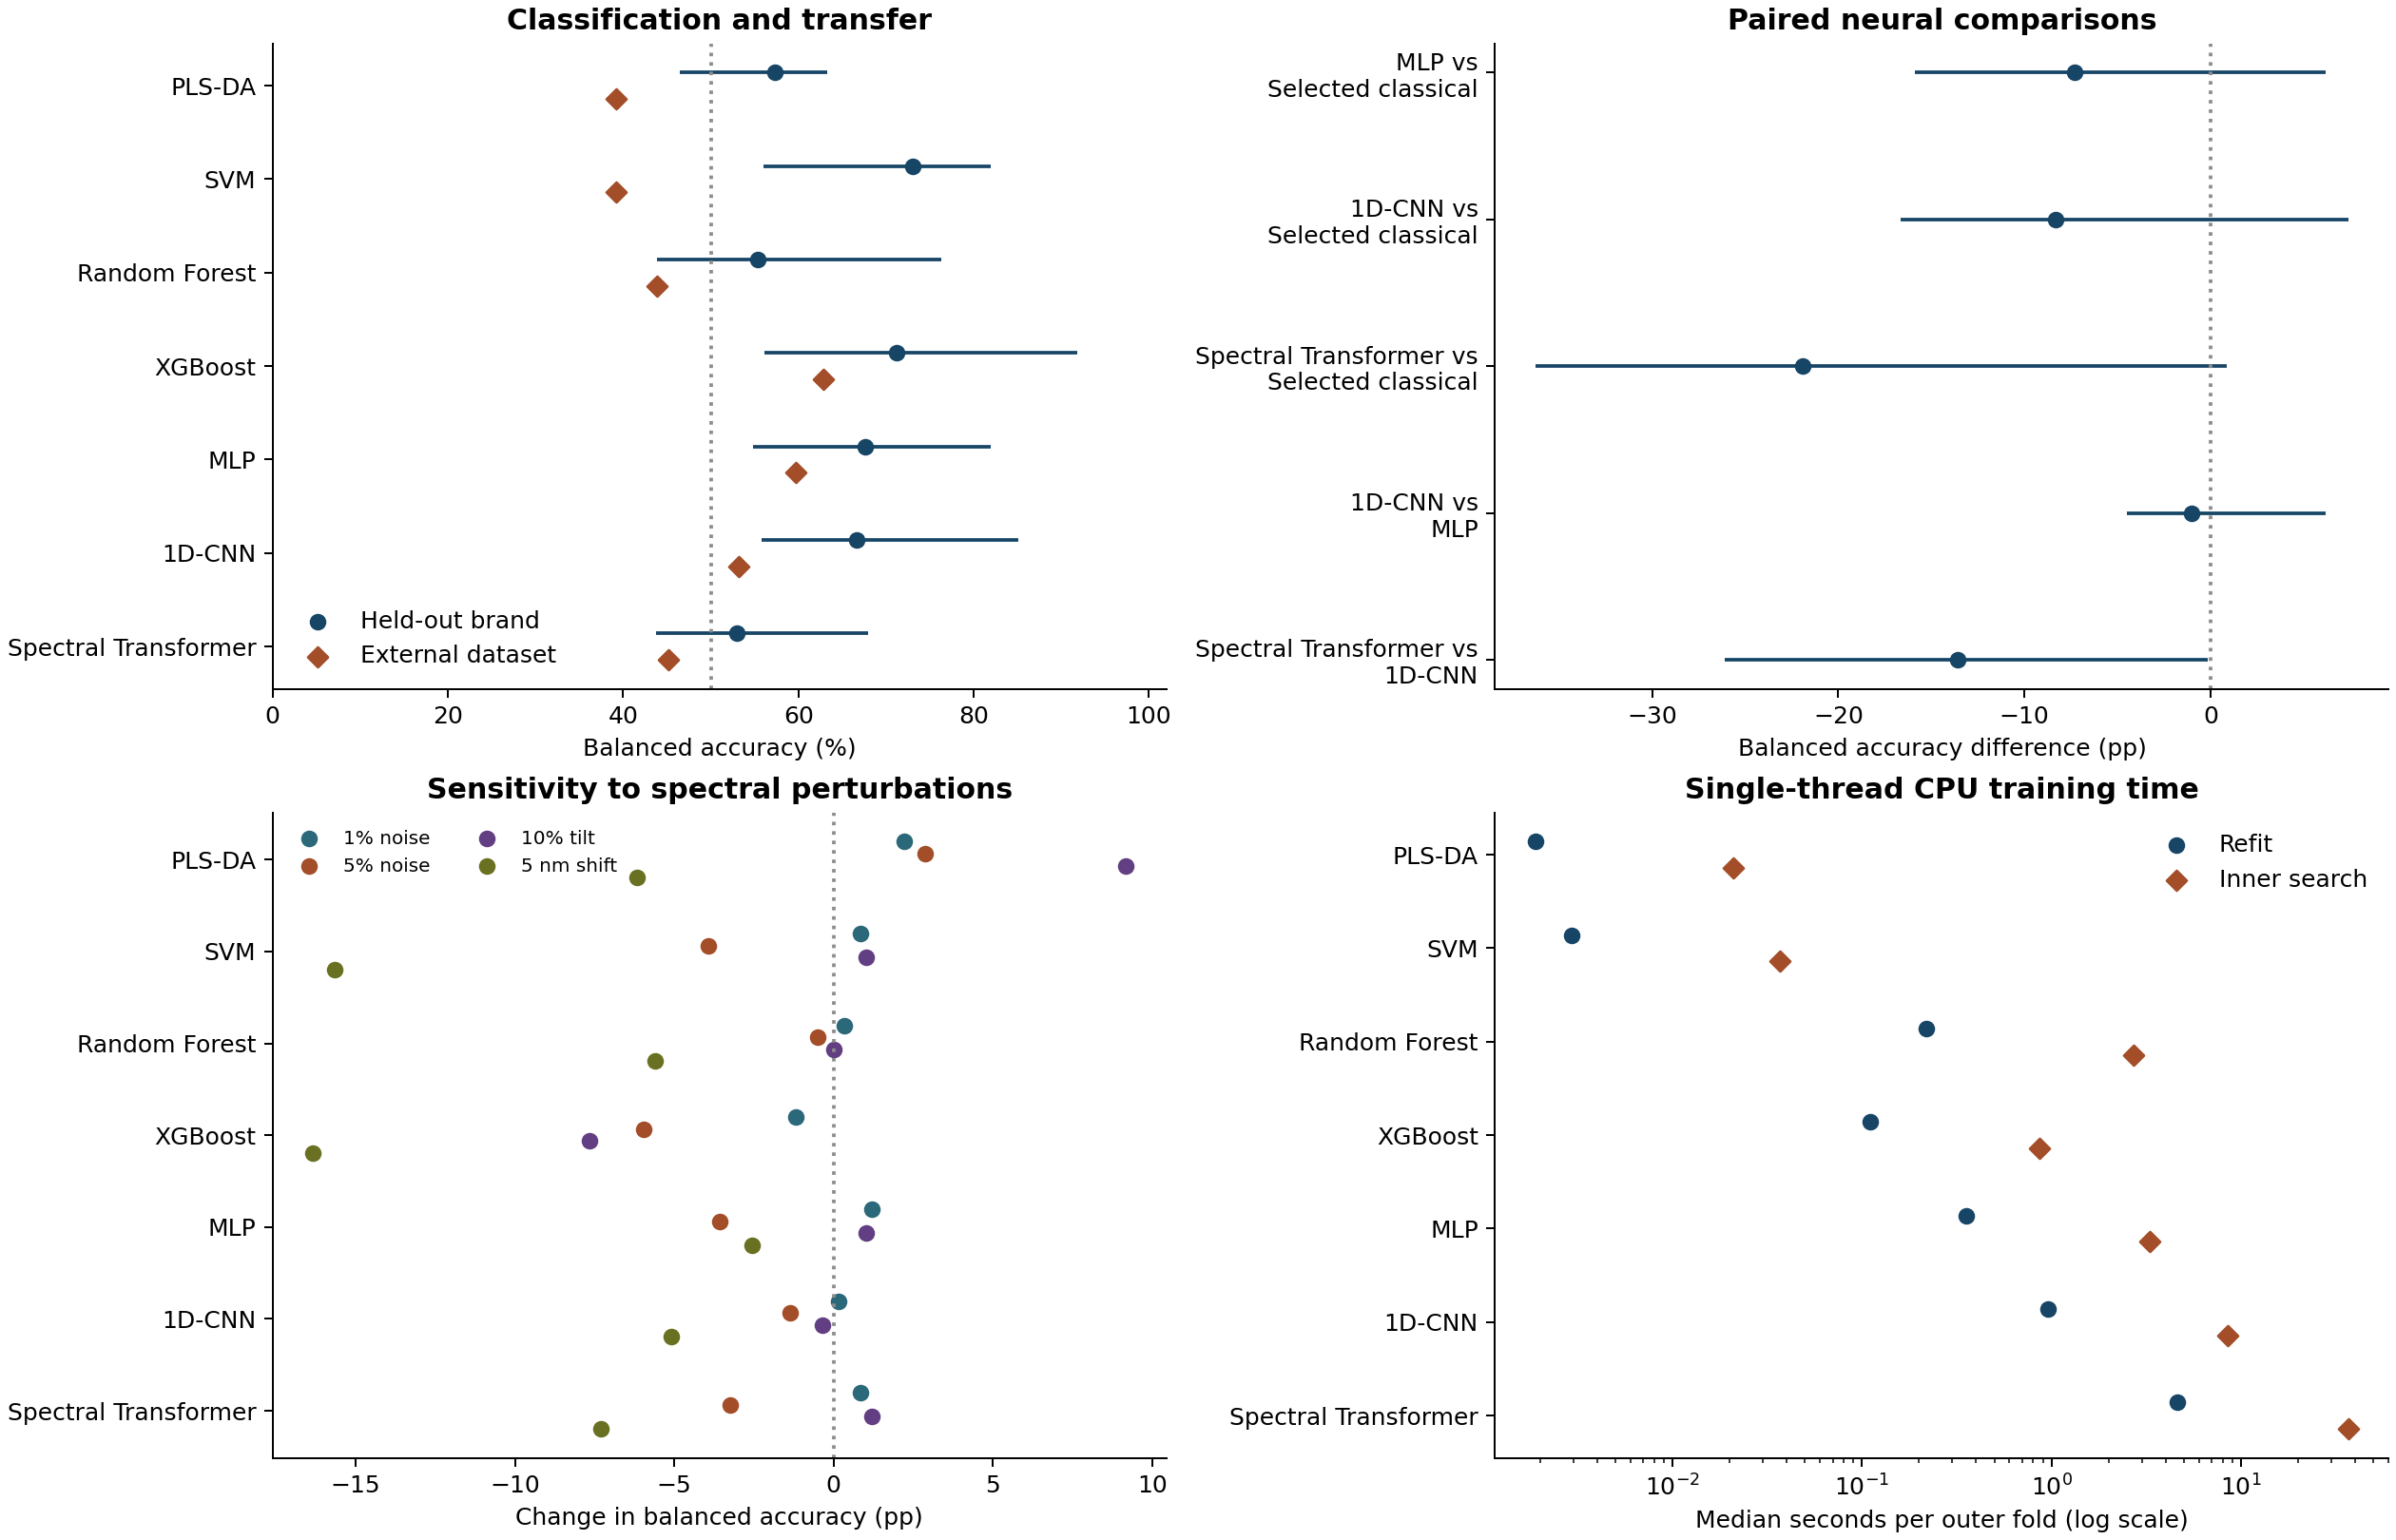 Classification and transfer
PLS-DA
SVM
Random Forest
XGBoost
MLP
1D-CNN
Spectral Transformer
Held-out brand
External dataset
0 20 40 60 80 100
Balanced accuracy (%)
Paired neural comparisons
MLP vs
Selected classical
1D-CNN vs
Selected classical
Spectral Transformer vs
Selected classical
1D-CNN vs
MLP
Spectral Transformer vs
1D-CNN
−30 −20 −10 0
Balanced accuracy difference (pp)
Sensitivity to spectral perturbations
1% noise 10% tilt
5% noise 5 nm shift
PLS-DA
SVM
Random Forest
XGBoost
MLP
1D-CNN
Spectral Transformer
−15 −10 −5 0 5 10
Change in balanced accuracy (pp)
Single-thread CPU training time
Refit
Inner search
PLS-DA
SVM
Random Forest
XGBoost
MLP
1D-CNN
Spectral Transformer
10⁻² 10⁻¹ 10⁰ 10¹
Median seconds per outer fold (log scale)